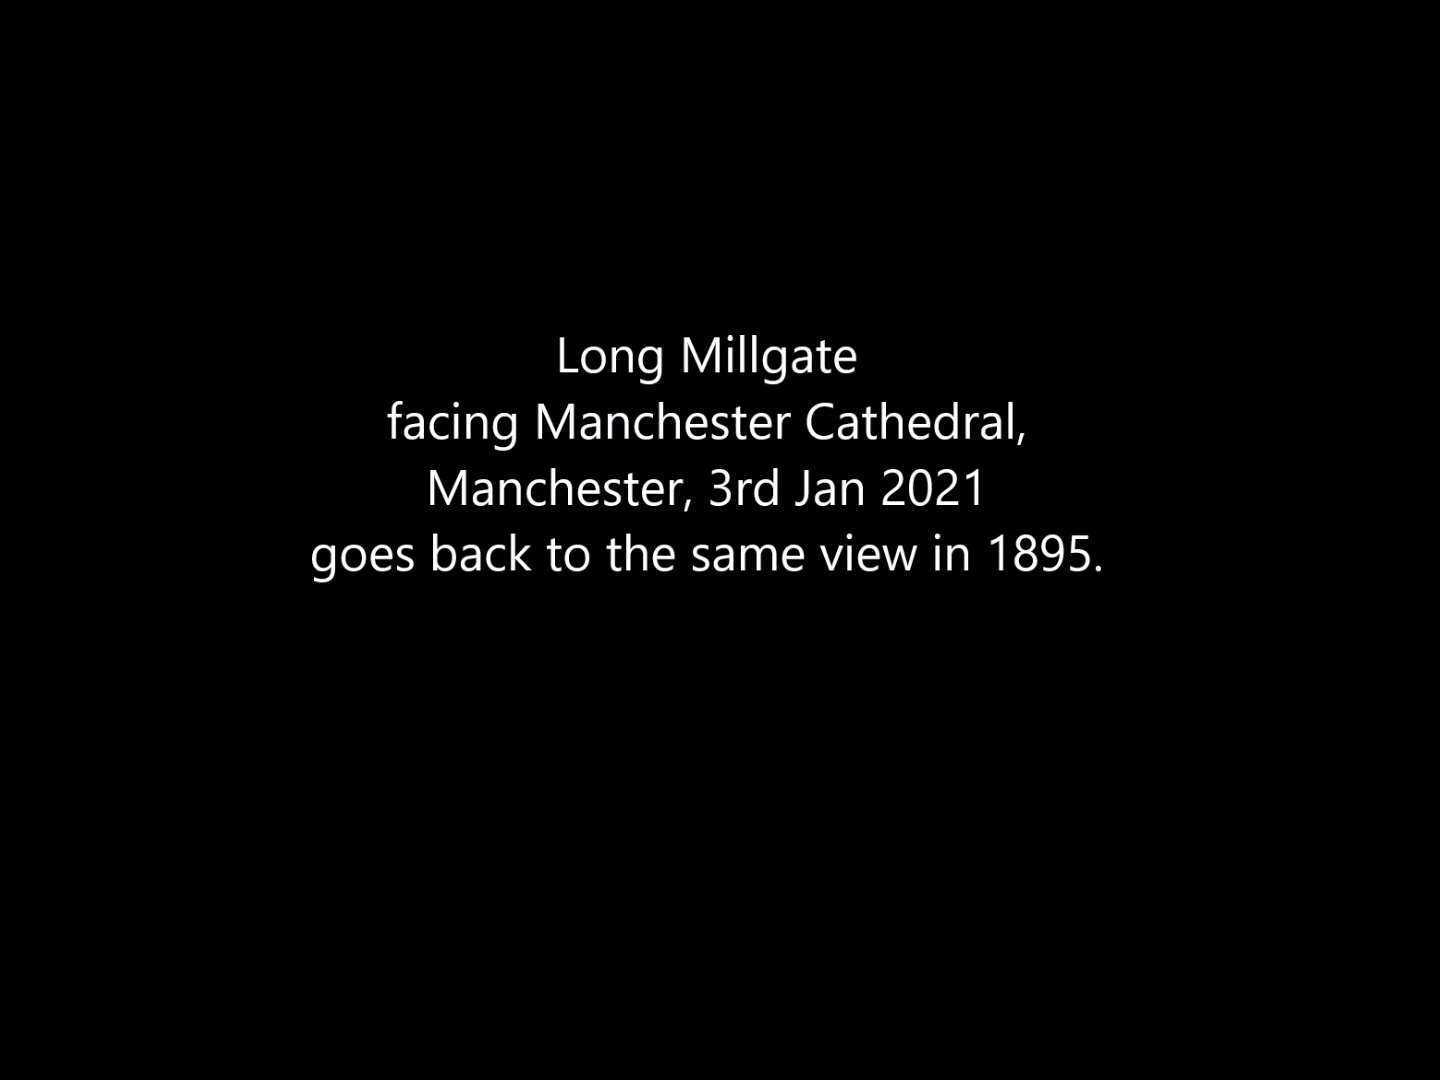 Long Millgate
facing Manchester Cathedral,
Manchester, 3rd Jan 2021
goes back to the same view in 1895.